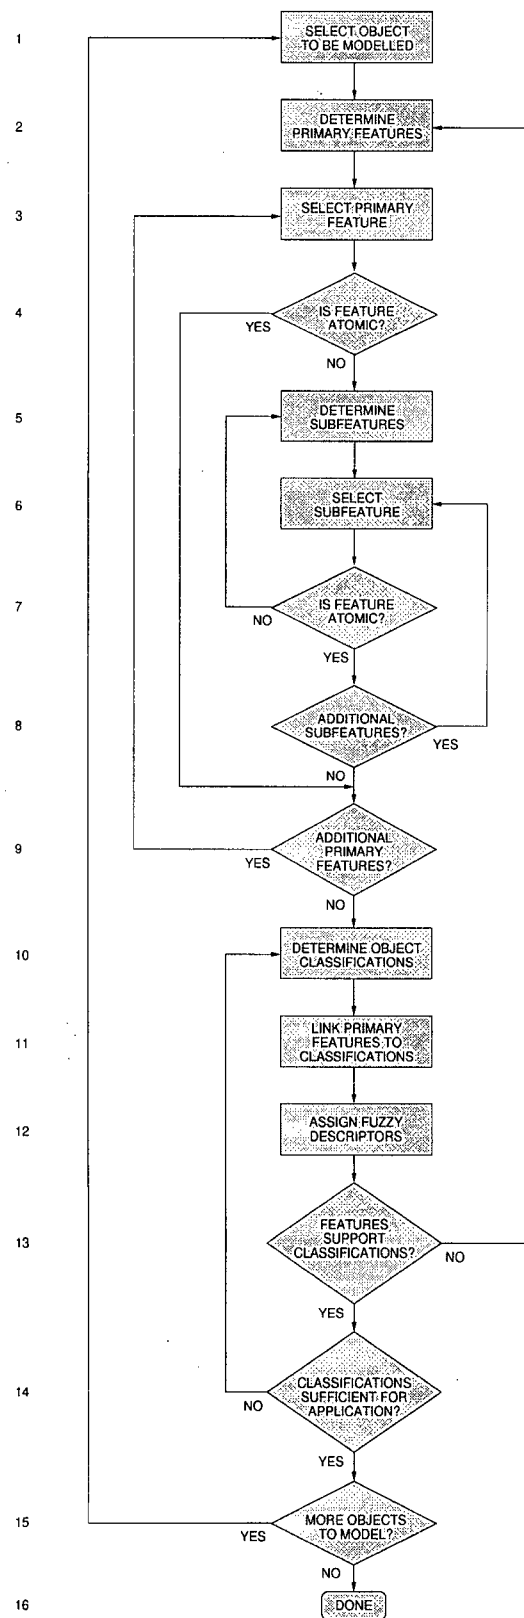 1
SELECT OBJECT
TO BE MODELLED
2
DETERMINE
PRIMARY FEATURES
3
SELECT PRIMARY
FEATURE
4
IS FEATURE
ATOMIC?
YES
NO
5
DETERMINE
SUBFEATURES
6
SELECT
SUBFEATURE
7
IS FEATURE
ATOMIC?
NO
YES
8
ADDITIONAL
SUBFEATURES?
YES
NO
9
ADDITIONAL
PRIMARY
FEATURES?
YES
NO
10
DETERMINE OBJECT
CLASSIFICATIONS
11
LINK PRIMARY
FEATURES TO
CLASSIFICATIONS
12
ASSIGN FUZZY
DESCRIPTORS
13
FEATURES
SUPPORT
CLASSIFICATIONS?
NO
YES
14
CLASSIFICATIONS
SUFFICIENT FOR
APPLICATION?
NO
YES
15
MORE OBJECTS
TO MODEL?
YES
NO
16
DONE